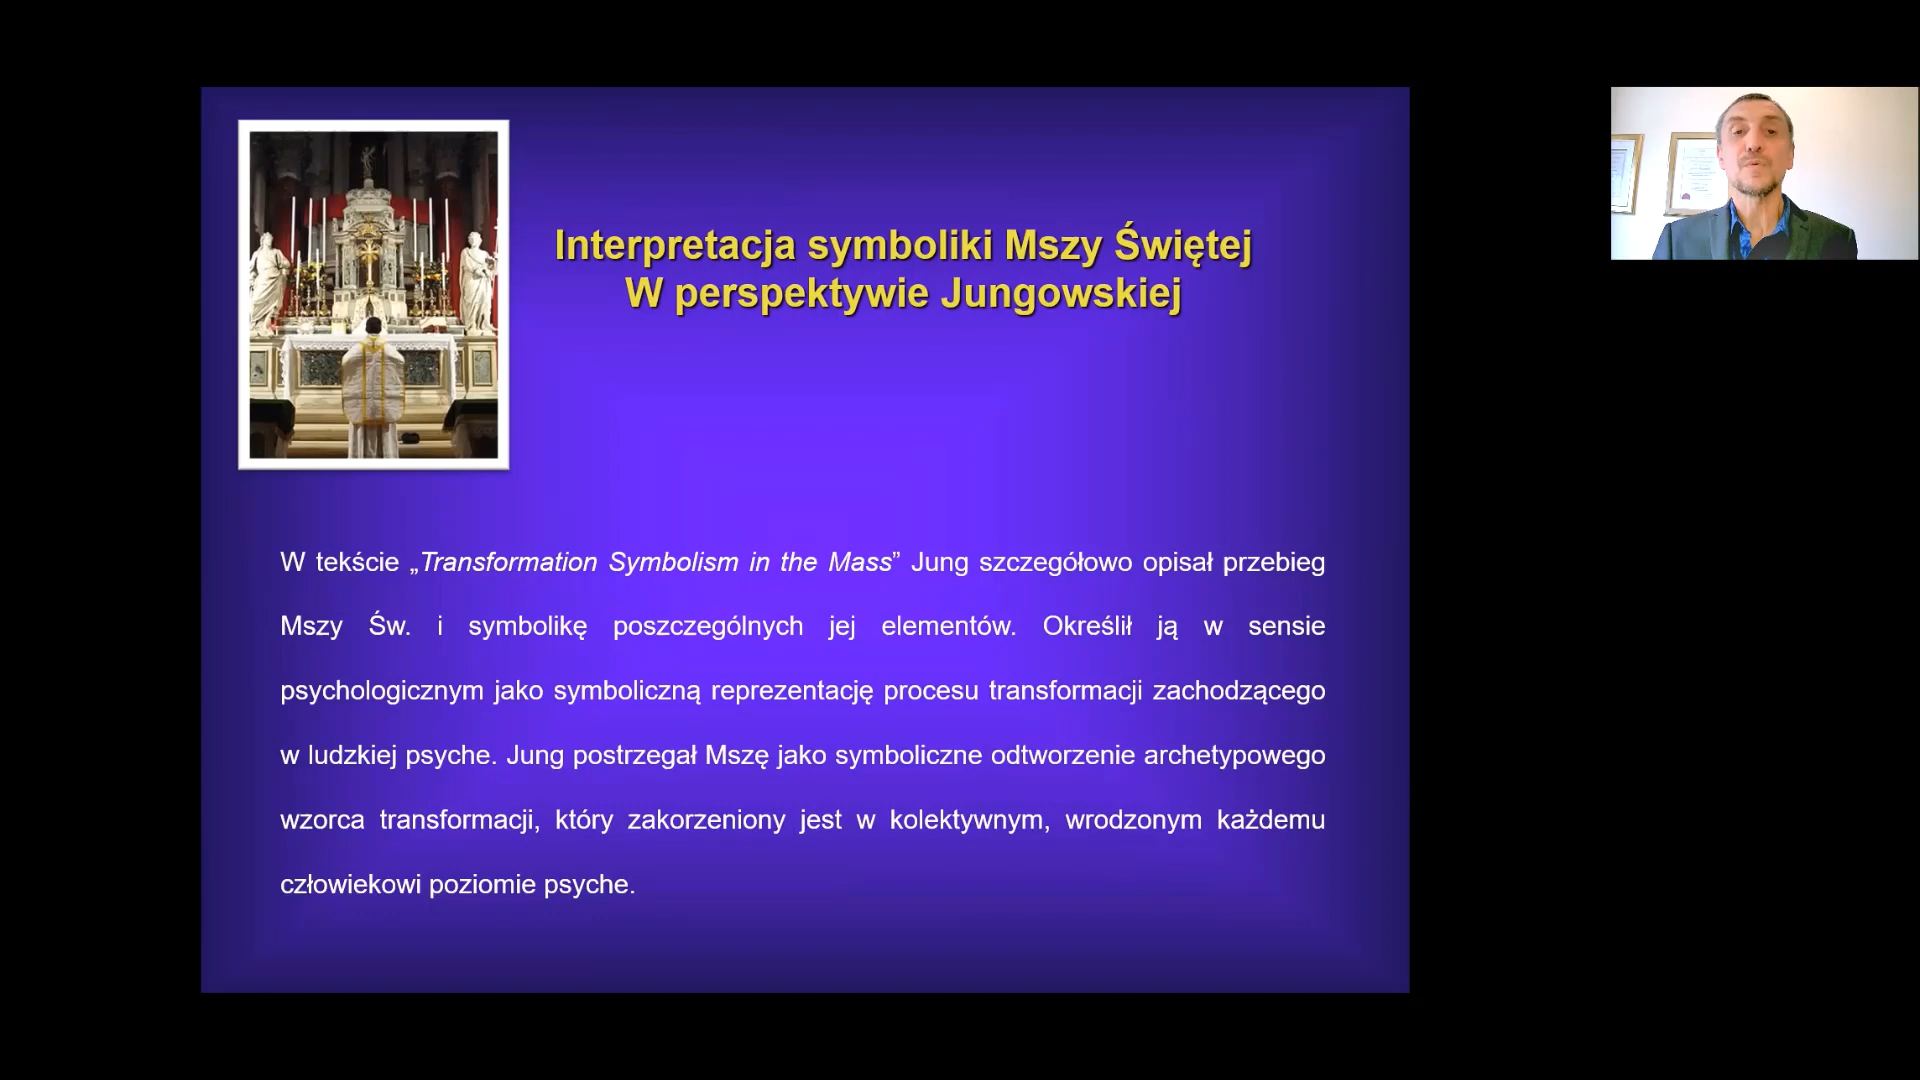 Interpretacja symboliki Mszy Świętej
W perspektywie Jungowskiej
W tekście „Transformation Symbolism in the Mass” Jung szczegółowo opisał przebieg
Mszy Św. i symbolikę poszczególnych jej elementów. Określił ją w sensie
psychologicznym jako symboliczną reprezentację procesu transformacji zachodzącego
w ludzkiej psyche. Jung postrzegał Mszę jako symboliczne odtworzenie archetypowego
wzorca transformacji, który zakorzeniony jest w kolektywnym, wrodzonym każdemu
człowiekowi poziomie psyche.